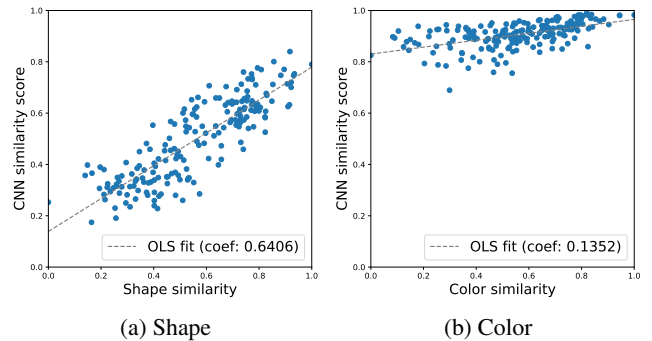 1.0
0.8
0.6
0.4
0.2
0.0
CNN similarity score
OLS fit (coef: 0.6406)
0.0 0.2 0.4 0.6 0.8 1.0
Shape similarity
(a) Shape
1.0
0.8
0.6
0.4
0.2
0.0
CNN similarity score
OLS fit (coef: 0.1352)
0.0 0.2 0.4 0.6 0.8 1.0
Color similarity
(b) Color